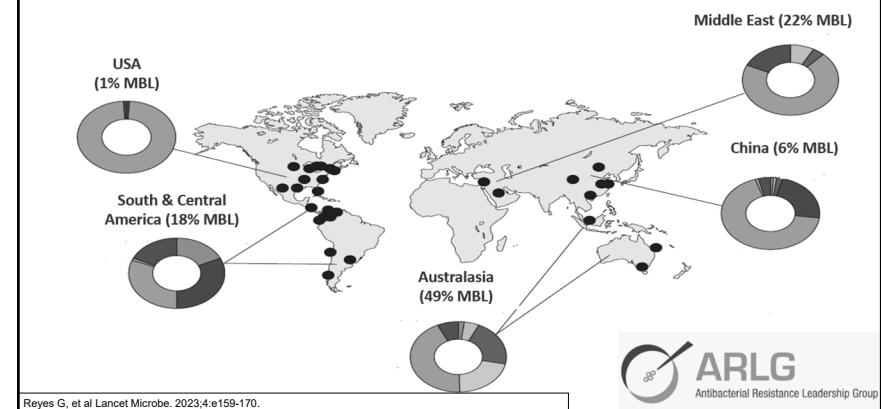 Middle East (22% MBL)
USA
(1% MBL)
China (6% MBL)
South & Central
America (18% MBL)
Australasia
(49% MBL)
ARLG
Antibacterial Resistance Leadership Group
Reyes G, et al Lancet Microbe. 2023;4:e159-170.